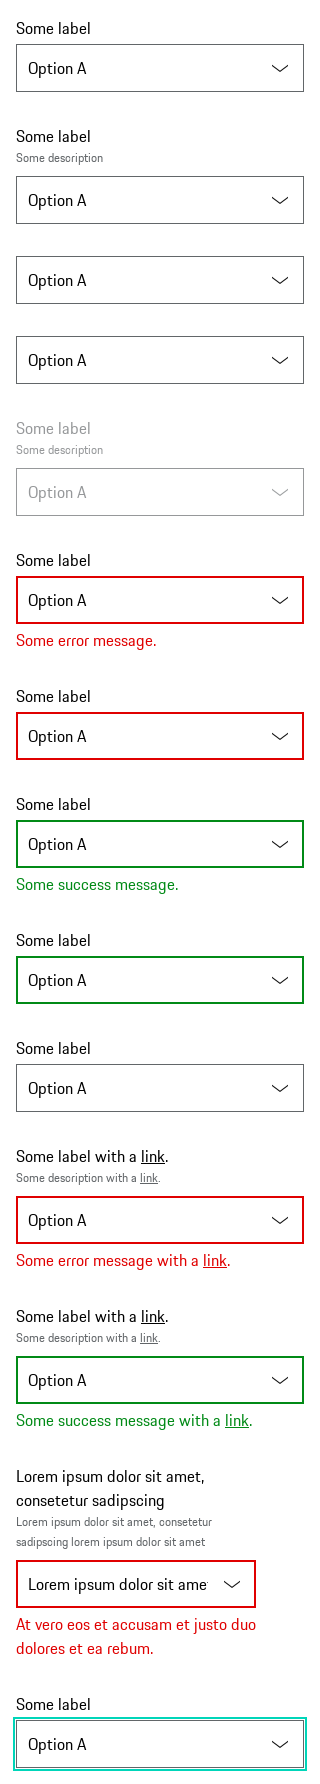 Some label
Option A
Some label
Some description
Option A
Option A
Option A
Some label
Some description
Option A
Some label
Option A
Some error message.
Some label
Option A
Some label
Option A
Some success message.
Some label
Option A
Some label
Option A
Some label with a link.
Some description with a link.
Option A
Some error message with a link.
Some label with a link.
Some description with a link.
Option A
Some success message with a link.
Lorem ipsum dolor sit amet,
consetetur sadipscing
Lorem ipsum dolor sit amet, consetetur
sadipscing lorem ipsum dolor sit amet
Lorem ipsum dolor sit ame
At vero eos et accusam et justo duo
dolores et ea rebum.
Some label
Option A